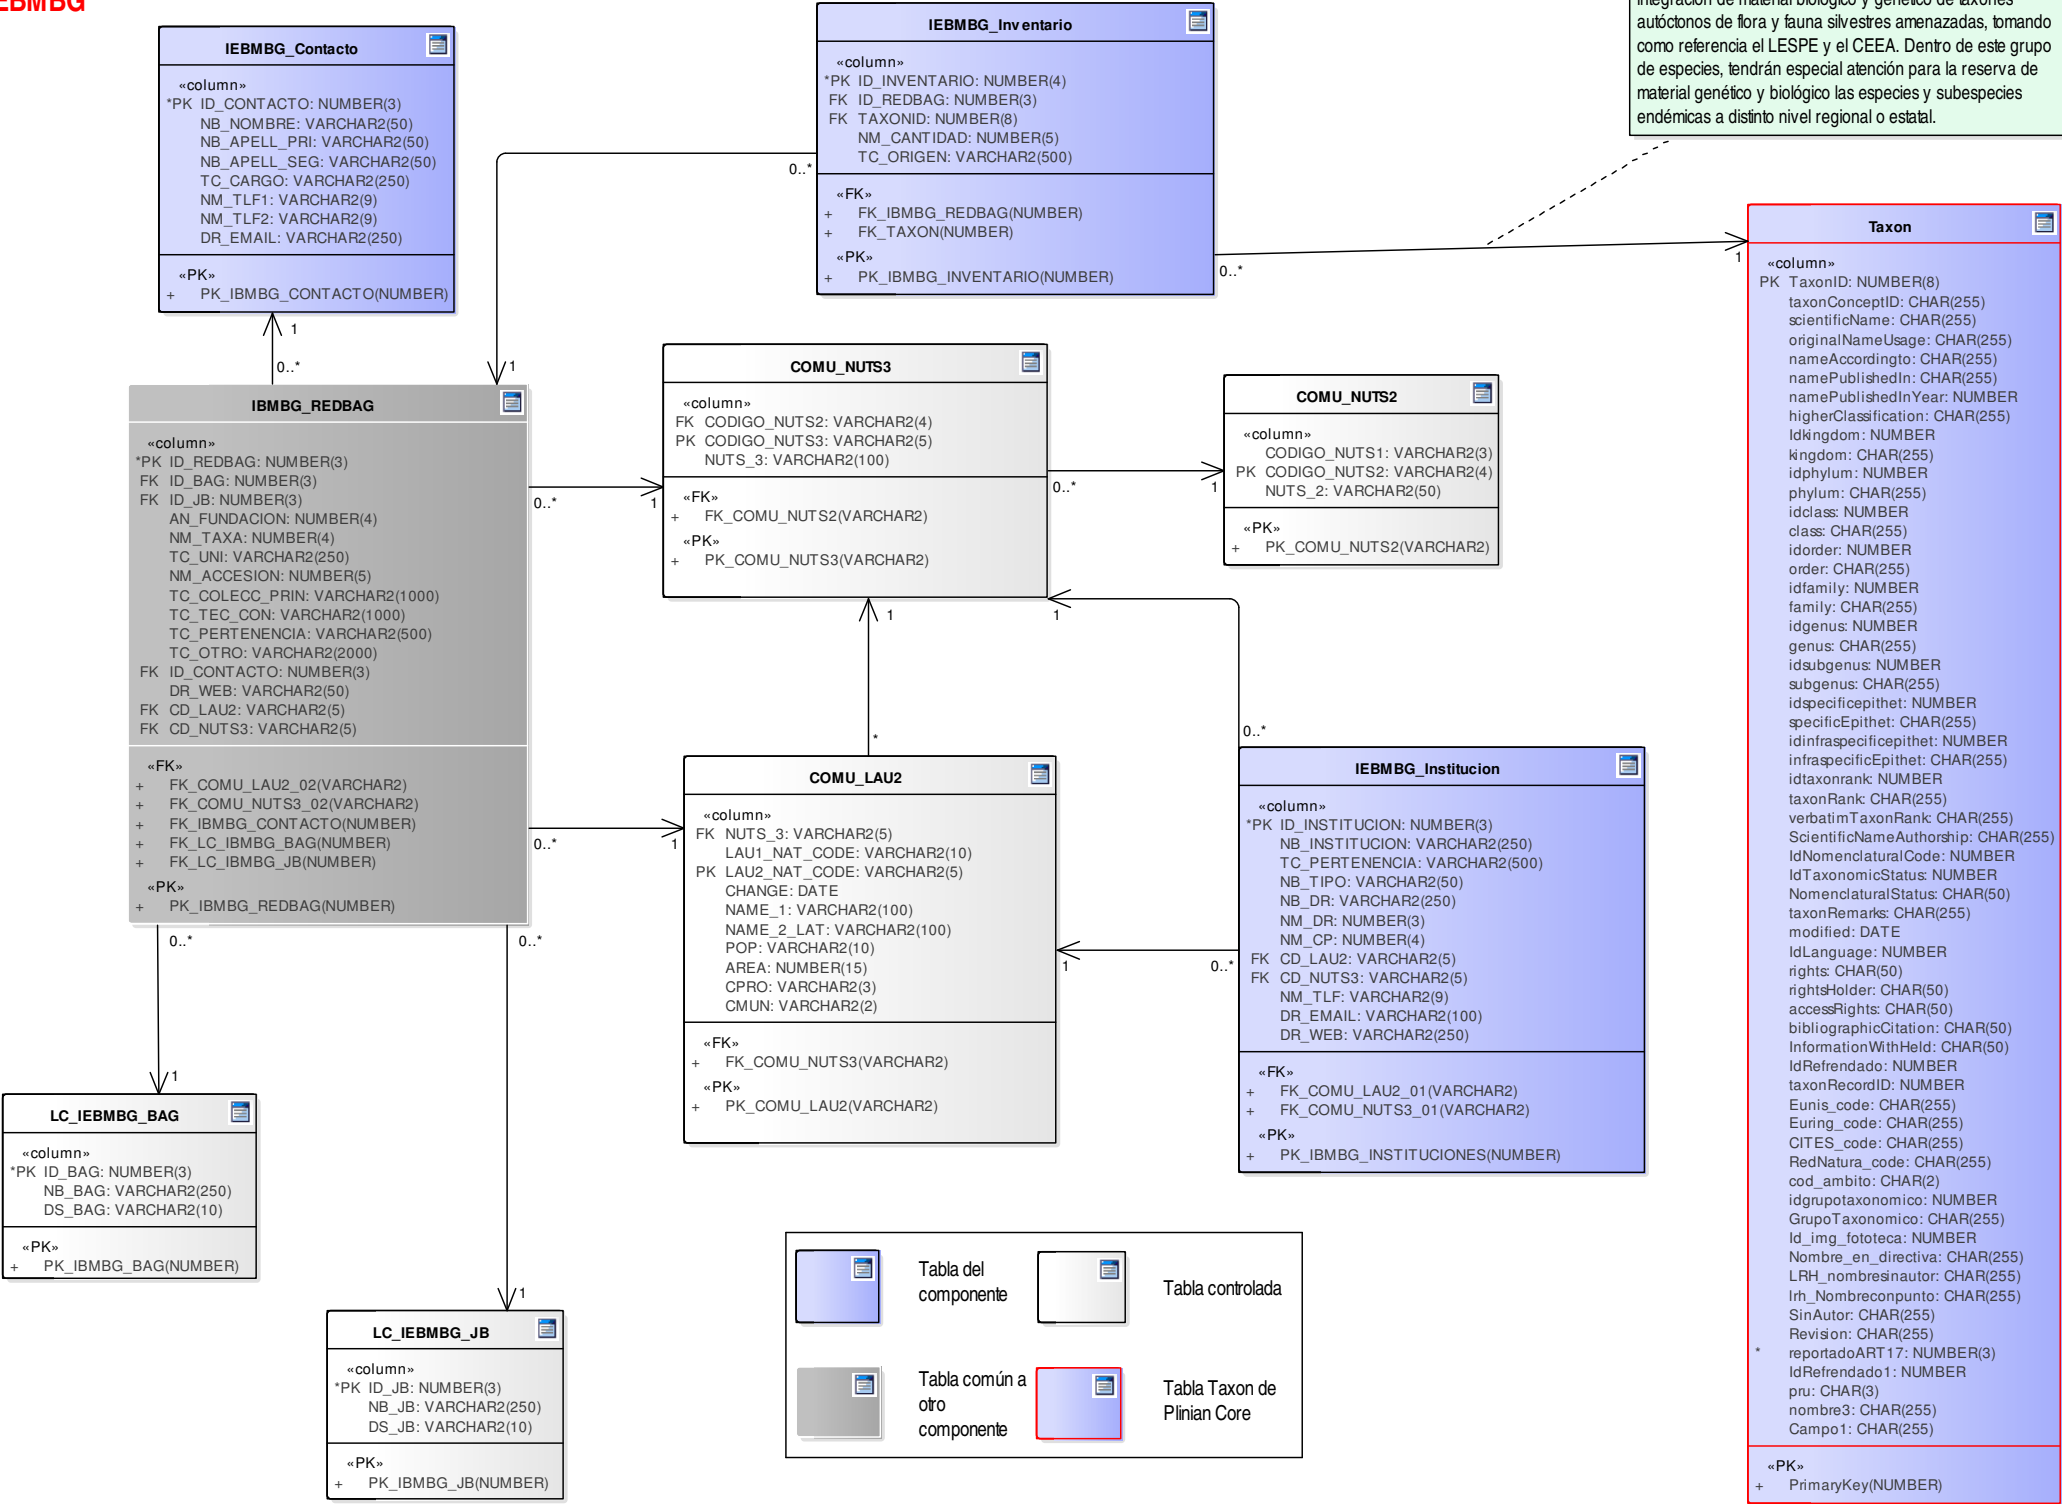 IEBMBG_Contacto
«column»
*PK ID_CONTACTO: NUMBER(3)
NB_NOMBRE: VARCHAR2(50)
NB_APELL_PRI: VARCHAR2(50)
NB_APELL_SEG: VARCHAR2(50)
TC_CARGO: VARCHAR2(250)
NM_TLF1: VARCHAR2(9)
NM_TLF2: VARCHAR2(9)
DR_EMAIL: VARCHAR2(250)
«PK»
+ PK_IBMBG_CONTACTO(NUMBER)
IEBMBG_Inventario
«column»
*PK ID_INVENTARIO: NUMBER(4)
FK ID_REDBAG: NUMBER(3)
FK TAXONID: NUMBER(8)
NM_CANTIDAD: NUMBER(5)
TC_ORIGEN: VARCHAR2(500)
«FK»
+ FK_IBMBG_REDBAG(NUMBER)
+ FK_TAXON(NUMBER)
«PK»
+ PK_IBMBG_INVENTARIO(NUMBER)
integración de material biológico y genético de taxones
autóctonos de flora y fauna silvestres amenazadas, tomando
como referencia el LESPE y el CEEA. Dentro de este grupo
de especies, tendrán especial atención para la reserva de
material genético y biológico las especies y subespecies
endémicas a distinto nivel regional o estatal.
0..*
0..*
1
1
0..*
1
IBMBG_REDBAG
«column»
*PK ID_REDBAG: NUMBER(3)
FK ID_BAG: NUMBER(3)
FK ID_JB: NUMBER(3)
AN_FUNDACION: NUMBER(4)
NM_TAXA: NUMBER(4)
TC_UNI: VARCHAR2(250)
NM_ACCESION: NUMBER(5)
TC_COLECC_PRIN: VARCHAR2(1000)
TC_TEC_CON: VARCHAR2(1000)
TC_PERTENENCIA: VARCHAR2(500)
TC_OTRO: VARCHAR2(2000)
FK ID_CONTACTO: NUMBER(3)
DR_WEB: VARCHAR2(50)
FK CD_LAU2: VARCHAR2(5)
FK CD_NUTS3: VARCHAR2(5)
«FK»
+ FK_COMU_LAU2_02(VARCHAR2)
+ FK_COMU_NUTS3_02(VARCHAR2)
+ FK_IBMBG_CONTACTO(NUMBER)
+ FK_LC_IBMBG_BAG(NUMBER)
+ FK_LC_IBMBG_JB(NUMBER)
«PK»
+ PK_IBMBG_REDBAG(NUMBER)
0..*
1
0..*
1
0..*
0..*
1
1
COMU_NUTS3
«column»
FK CODIGO_NUTS2: VARCHAR2(4)
PK CODIGO_NUTS3: VARCHAR2(5)
NUTS_3: VARCHAR2(100)
«FK»
+ FK_COMU_NUTS2(VARCHAR2)
«PK»
+ PK_COMU_NUTS3(VARCHAR2)
0..*
1
COMU_NUTS2
«column»
CODIGO_NUTS1: VARCHAR2(3)
PK CODIGO_NUTS2: VARCHAR2(4)
NUTS_2: VARCHAR2(50)
«PK»
+ PK_COMU_NUTS2(VARCHAR2)
1
*
1
0..*
COMU_LAU2
«column»
FK NUTS_3: VARCHAR2(5)
LAU1_NAT_CODE: VARCHAR2(10)
PK LAU2_NAT_CODE: VARCHAR2(5)
CHANGE: DATE
NAME_1: VARCHAR2(100)
NAME_2_LAT: VARCHAR2(100)
POP: VARCHAR2(10)
AREA: NUMBER(15)
CPRO: VARCHAR2(3)
CMUN: VARCHAR2(2)
«FK»
+ FK_COMU_NUTS3(VARCHAR2)
«PK»
+ PK_COMU_LAU2(VARCHAR2)
1
0..*
IEBMBG_Institucion
«column»
*PK ID_INSTITUCION: NUMBER(3)
NB_INSTITUCION: VARCHAR2(250)
TC_PERTENENCIA: VARCHAR2(500)
NB_TIPO: VARCHAR2(50)
NB_DR: VARCHAR2(250)
NM_DR: NUMBER(3)
NM_CP: NUMBER(4)
FK CD_LAU2: VARCHAR2(5)
FK CD_NUTS3: VARCHAR2(5)
NM_TLF: VARCHAR2(9)
DR_EMAIL: VARCHAR2(100)
DR_WEB: VARCHAR2(250)
«FK»
+ FK_COMU_LAU2_01(VARCHAR2)
+ FK_COMU_NUTS3_01(VARCHAR2)
«PK»
+ PK_IBMBG_INSTITUCIONES(NUMBER)
LC_IEBMBG_BAG
«column»
*PK ID_BAG: NUMBER(3)
NB_BAG: VARCHAR2(250)
DS_BAG: VARCHAR2(10)
«PK»
+ PK_IBMBG_BAG(NUMBER)
LC_IEBMBG_JB
«column»
*PK ID_JB: NUMBER(3)
NB_JB: VARCHAR2(250)
DS_JB: VARCHAR2(10)
«PK»
+ PK_IBMBG_JB(NUMBER)
Tabla del
componente
Tabla controlada
Tabla común a
otro
componente
Tabla Taxon de
Plinian Core
Taxon
«column»
PK TaxonID: NUMBER(8)
taxonConceptID: CHAR(255)
scientificName: CHAR(255)
originalNameUsage: CHAR(255)
nameAccordingto: CHAR(255)
namePublishedIn: CHAR(255)
namePublishedInYear: NUMBER
higherClassification: CHAR(255)
Idkingdom: NUMBER
kingdom: CHAR(255)
idphylum: NUMBER
phylum: CHAR(255)
idclass: NUMBER
class: CHAR(255)
idorder: NUMBER
order: CHAR(255)
idfamily: NUMBER
family: CHAR(255)
idgenus: NUMBER
genus: CHAR(255)
idsubgenus: NUMBER
subgenus: CHAR(255)
idspecificepithet: NUMBER
specificEpithet: CHAR(255)
idinfraspecificepithet: NUMBER
infraspecificEpithet: CHAR(255)
idtaxonrank: NUMBER
taxonRank: CHAR(255)
verbatimTaxonRank: CHAR(255)
ScientificNameAuthorship: CHAR(255)
IdNomenclaturalCode: NUMBER
IdTaxonomicStatus: NUMBER
NomenclaturalStatus: CHAR(50)
taxonRemarks: CHAR(255)
modified: DATE
IdLanguage: NUMBER
rights: CHAR(50)
rightsHolder: CHAR(50)
accessRights: CHAR(50)
bibliographicCitation: CHAR(50)
InformationWithHeld: CHAR(50)
IdRefrendado: NUMBER
taxonRecordID: NUMBER
Eunis_code: CHAR(255)
Euring_code: CHAR(255)
CITES_code: CHAR(255)
RedNatura_code: CHAR(255)
cod_ambito: CHAR(2)
idgrupotaxonomico: NUMBER
GrupoTaxonomico: CHAR(255)
Id_img_fototeca: NUMBER
Nombre_en_directiva: CHAR(255)
LRH_nombresinautor: CHAR(255)
lrh_Nombreconpunto: CHAR(255)
SinAutor: CHAR(255)
Revision: CHAR(255)
* reportadoART17: NUMBER(3)
IdRefrendado1: NUMBER
pru: CHAR(3)
nombre3: CHAR(255)
Campo1: CHAR(255)
«PK»
+ PrimaryKey(NUMBER)